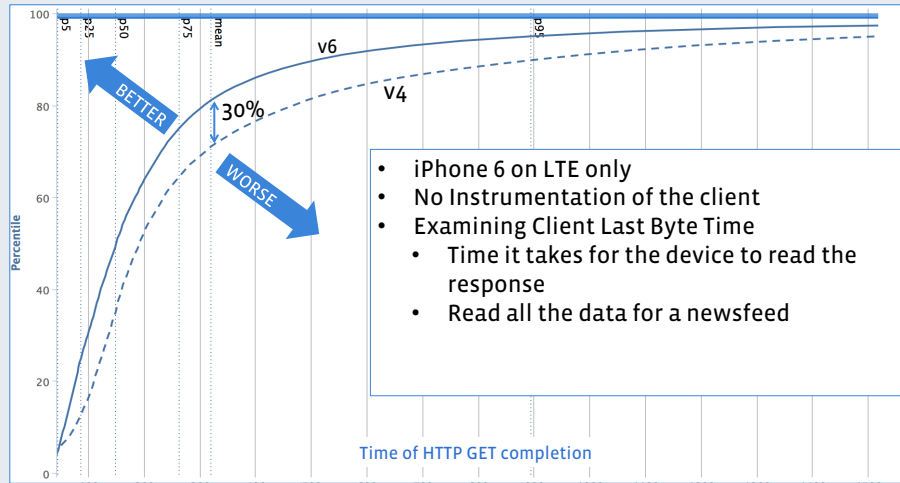 100
p5
p25
p50
p75
mean
p95
v6
v4
BETTER
30%
WORSE
80
60
40
20
0
Percentile
• iPhone 6 on LTE only
• No Instrumentation of the client
• Examining Client Last Byte Time
• Time it takes for the device to read the
response
• Read all the data for a newsfeed
Time of HTTP GET completion